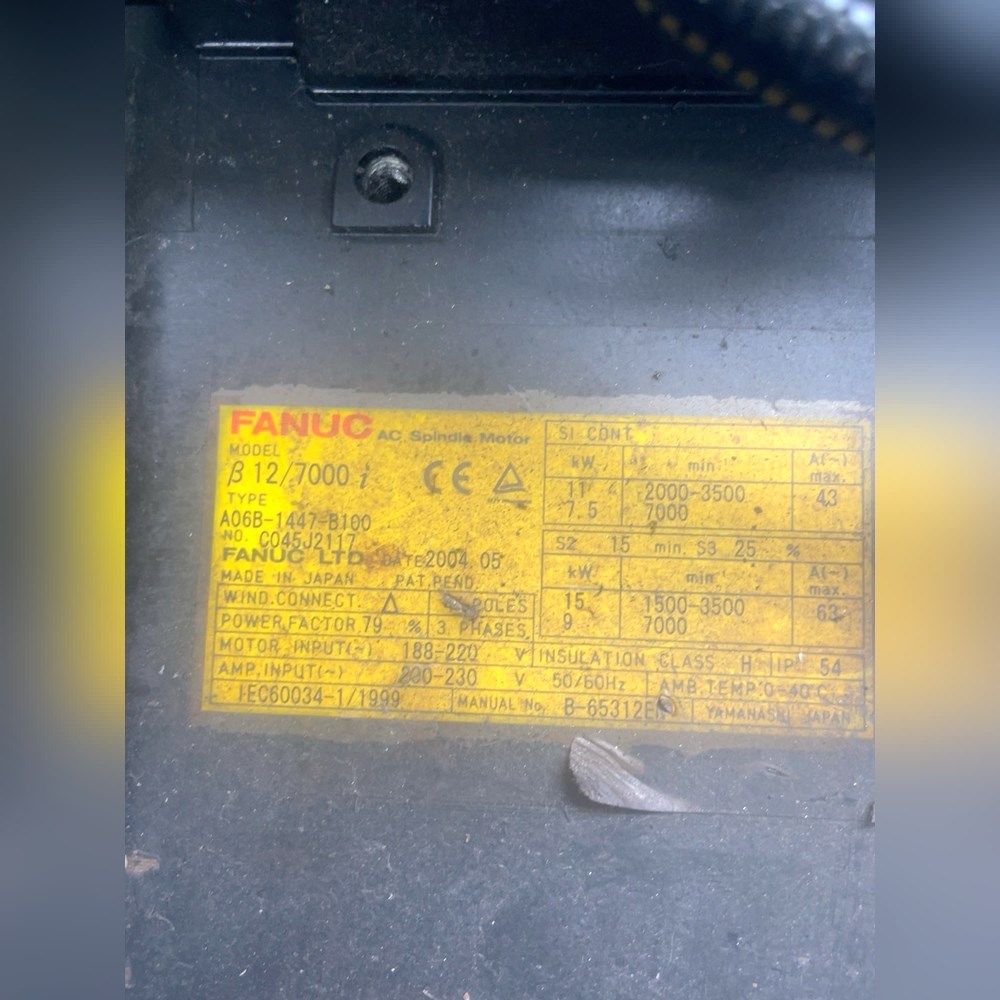 FANUC AC Spindle Motor
MODEL
β 12/7000 i
TYPE
A06B-1447-B100
NO. C045J2117
FANUC LTD DATE 2004.05
MADE IN JAPAN PAT.PEND.
WIND.CONNECT. Δ POLES
POWER FACTOR 79 % 3 PHASES
MOTOR INPUT(~) 188-220 V INSULATION CLASS H IP 54
AMP.INPUT(~) 200-230 V 50/60Hz AMB.TEMP.0-40°C
IEC60034-1/1999 MANUAL No. B-65312EN YAMANASHI JAPAN
S1 CONT.
kW min A(~) max.
11 2000-3500 43
7.5 7000
S2 15 min, S3 25 %
kW min A(~) max.
15 1500-3500 63
9 7000